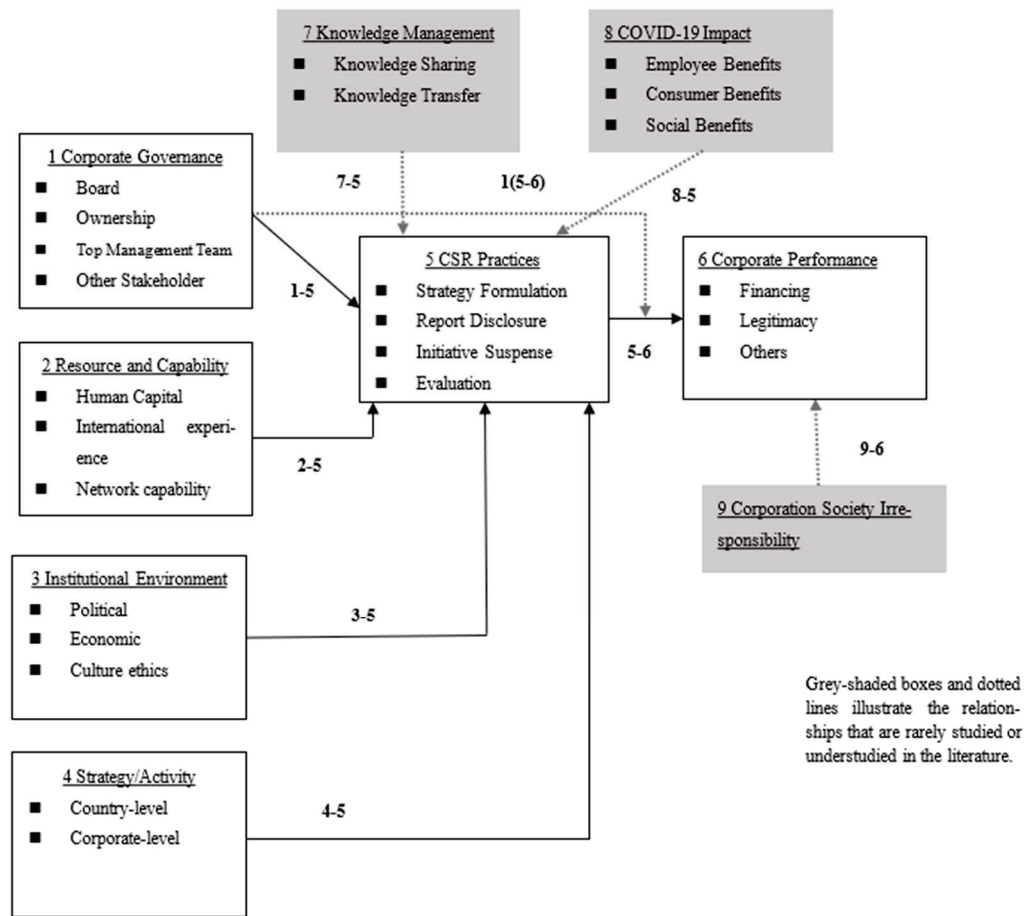 7 Knowledge Management
■ Knowledge Sharing
■ Knowledge Transfer
8 COVID-19 Impact
■ Employee Benefits
■ Consumer Benefits
■ Social Benefits
1 Corporate Governance
■ Board
■ Ownership
■ Top Management Team
■ Other Stakeholder
7-5
1(5-6)
8-5
1-5
5 CSR Practices
■ Strategy Formulation
■ Report Disclosure
■ Initiative Suspense
■ Evaluation
5-6
6 Corporate Performance
■ Financing
■ Legitimacy
■ Others
2 Resource and Capability
■ Human Capital
■ International experi-
ence
■ Network capability
2-5
9-6
9 Corporation Society Irre-
sponsibility
3 Institutional Environment
■ Political
■ Economic
■ Culture ethics
3-5
Grey-shaded boxes and dotted
lines illustrate the relation-
ships that are rarely studied or
understudied in the literature.
4 Strategy/Activity
■ Country-level
■ Corporate-level
4-5